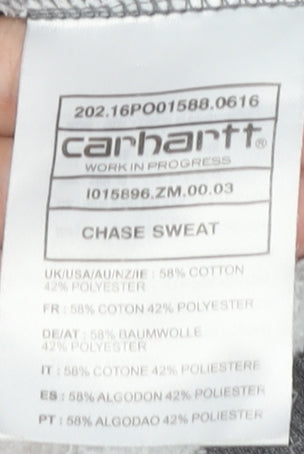 202.16PO01588.0616
carhartt®
WORK IN PROGRESS
I015896.ZM.00.03
CHASE SWEAT
UK/USA/AU/NZ/IE : 58% COTTON
42% POLYESTER
FR : 58% COTON 42% POLYESTER
DE/AT : 58% BAUMWOLLE
42% POLYESTER
IT : 58% COTONE 42% POLIESTERE
ES : 58% ALGODON 42% POLIESTER
PT : 58% ALGODAO 42% POLIESTER